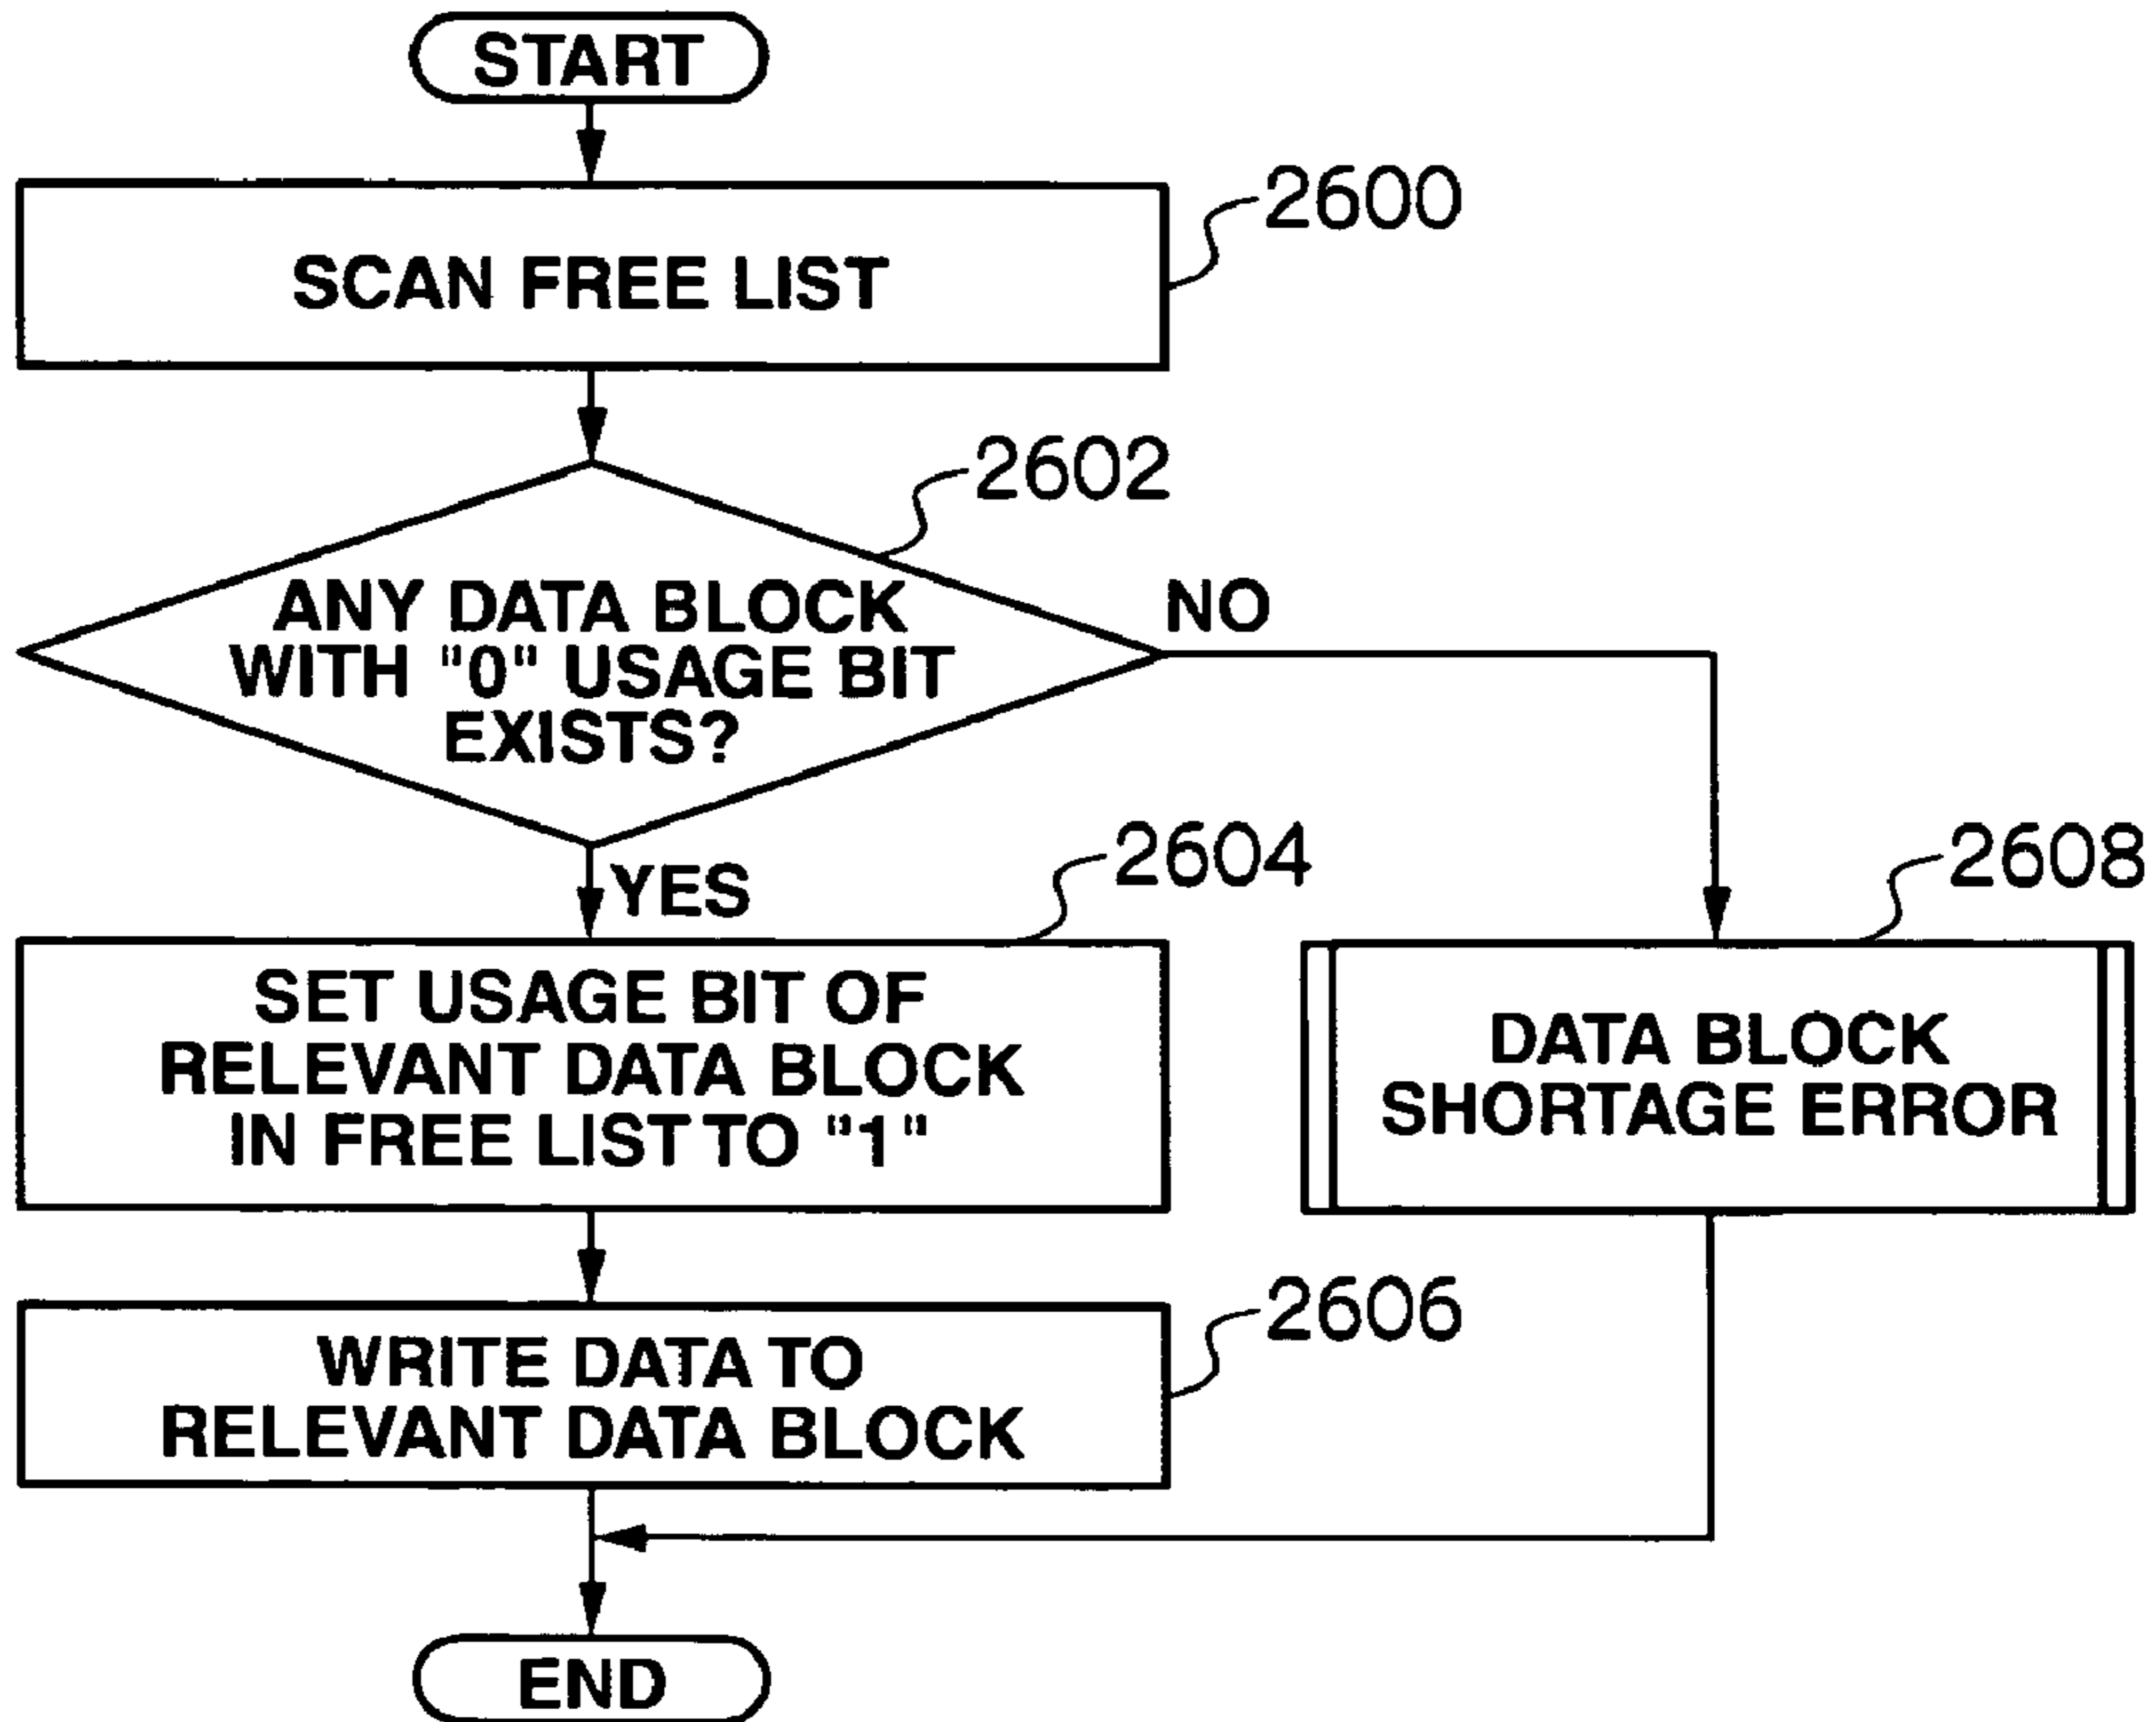 START
SCAN FREE LIST
2600
2602
ANY DATA BLOCK
WITH "0" USAGE BIT
EXISTS?
NO
YES
2604
SET USAGE BIT OF
RELEVANT DATA BLOCK
IN FREE LIST TO "1"
2608
DATA BLOCK
SHORTAGE ERROR
2606
WRITE DATA TO
RELEVANT DATA BLOCK
END